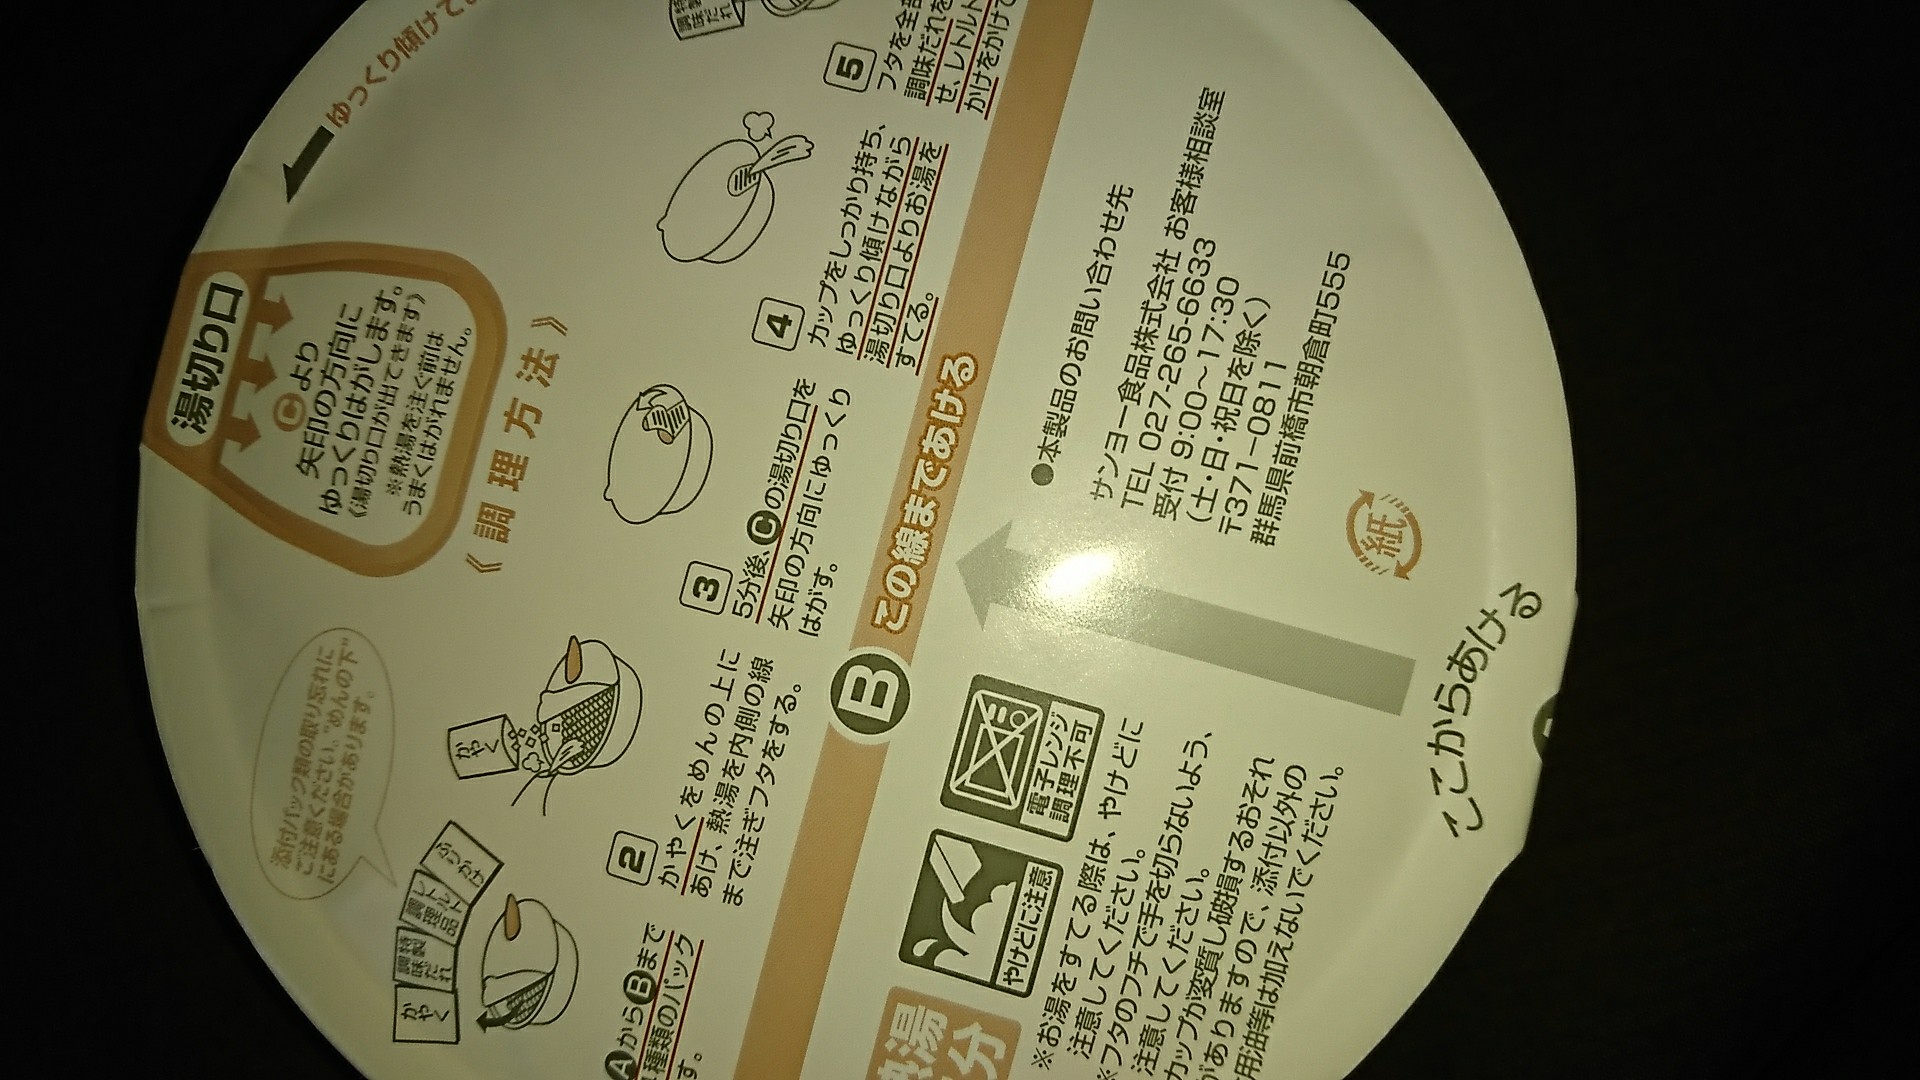 ゆっくり傾けて
湯切り口
Cより
矢印の方向に
ゆっくりはがします。
《湯切り口が出てきます》
※熱湯を注ぐ前は
うまくはがれません。
《調理方法》
添付パック類の取り忘れに
ご注意ください。“めんの下”
にある場合があります。
かやく
特製
調味だれ
レトルト
調理品
ふりかけ
AからBまで
種類のパック
す。
かやく
2
かやくをめんの上に
あけ、熱湯を内側の線
まで注ぎフタをする。
3
5分後、Cの湯切り口を
矢印の方向にゆっくり
はがす。
4
カップをしっかり持ち、
ゆっくり傾けながら
湯切り口よりお湯を
すてる。
特製
調味だれ
5
フタを全部
調味だれを
せ、レトルト
かけをかけて
B
この線まであける
熱湯
分
やけどに注意
電子レンジ
調理不可
※お湯をすてる際は、やけどに
注意してください。
※フタのフチで手を切らないよう、
注意してください。
カップが変質し破損するおそれ
がありますので、添付以外の
用油等は加えないでください。
●本製品のお問い合わせ先
サンヨー食品株式会社 お客様相談室
TEL 027-265-6633
受付 9:00~17:30
(土・日・祝日を除く)
〒371-0811
群馬県前橋市朝倉町555
紙
ここからあける